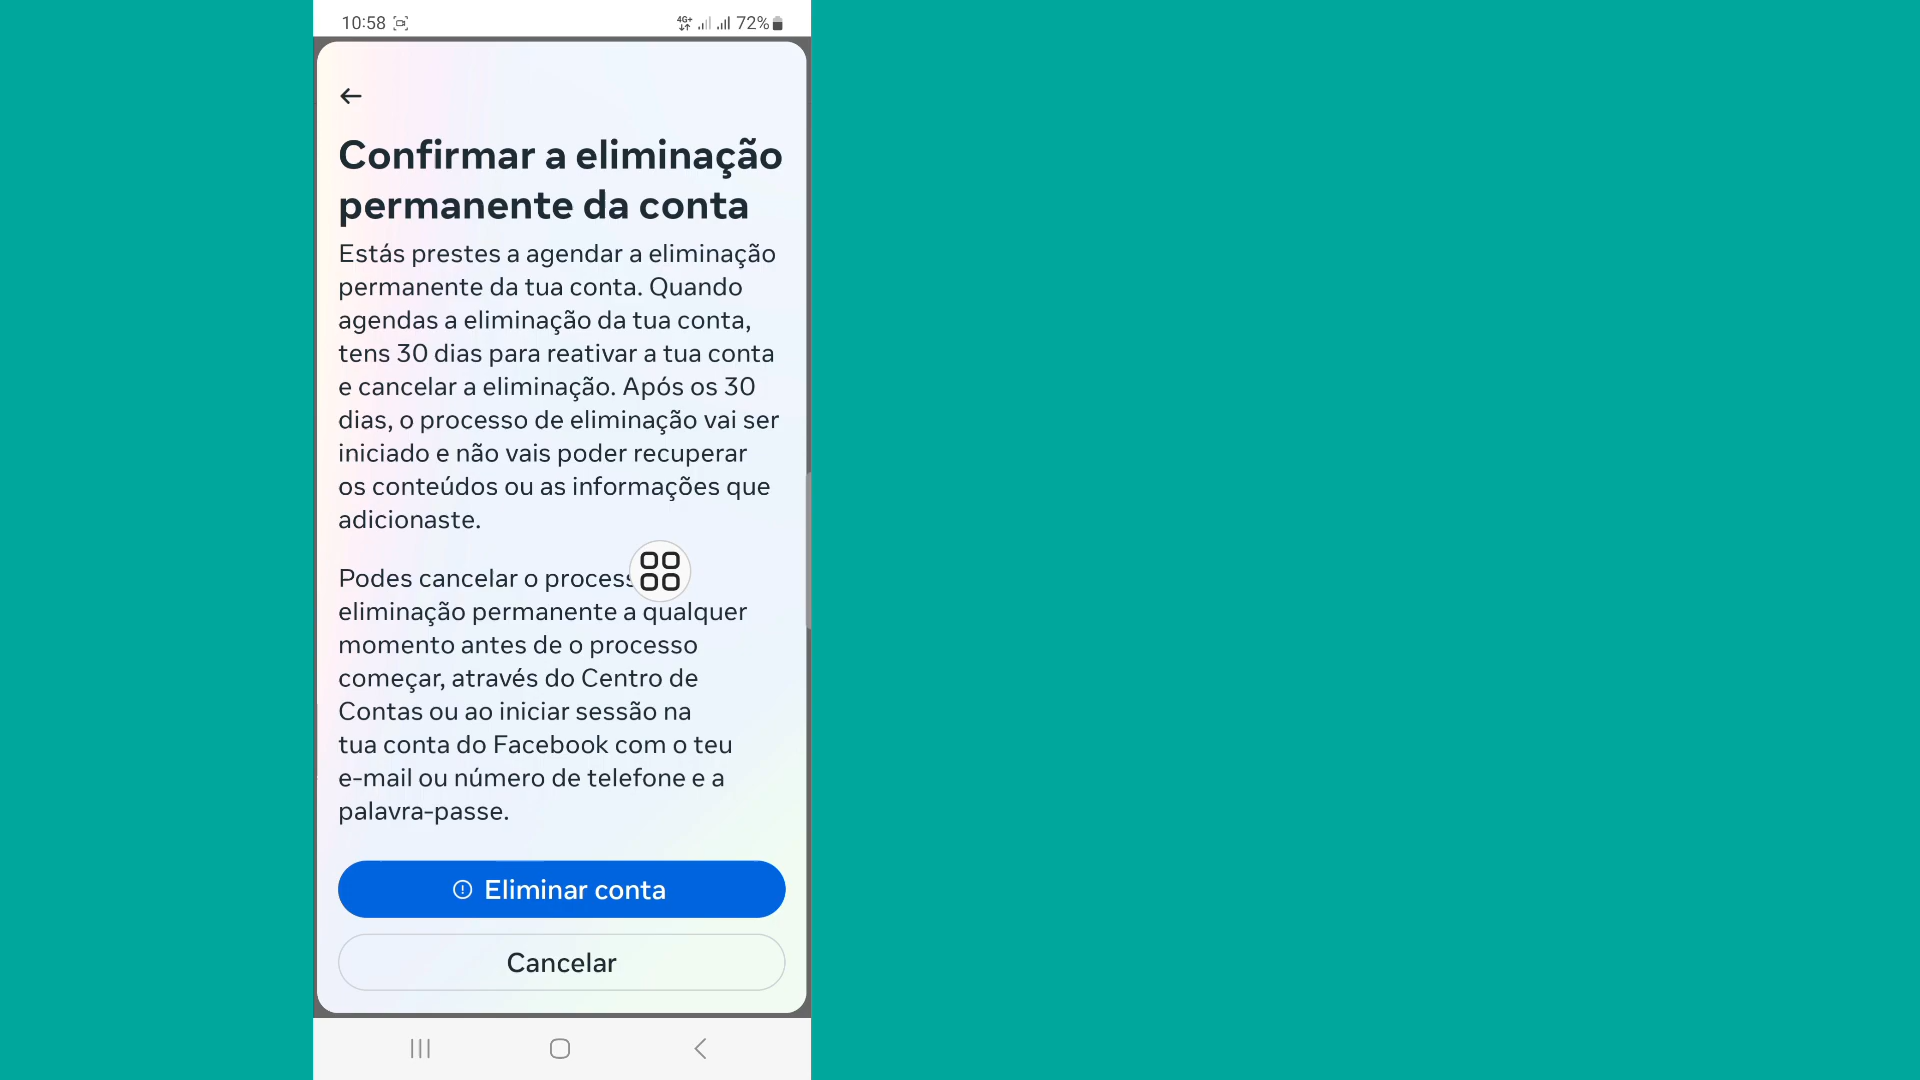 10:58
4G+
72%
Confirmar a eliminação
permanente da conta
Estás prestes a agendar a eliminação
permanente da tua conta. Quando
agendas a eliminação da tua conta,
tens 30 dias para reativar a tua conta
e cancelar a eliminação. Após os 30
dias, o processo de eliminação vai ser
iniciado e não vais poder recuperar
os conteúdos ou as informações que
adicionaste.
Podes cancelar o process
eliminação permanente a qualquer
momento antes de o processo
começar, através do Centro de
Contas ou ao iniciar sessão na
tua conta do Facebook com o teu
e-mail ou número de telefone e a
palavra-passe.
Eliminar conta
Cancelar